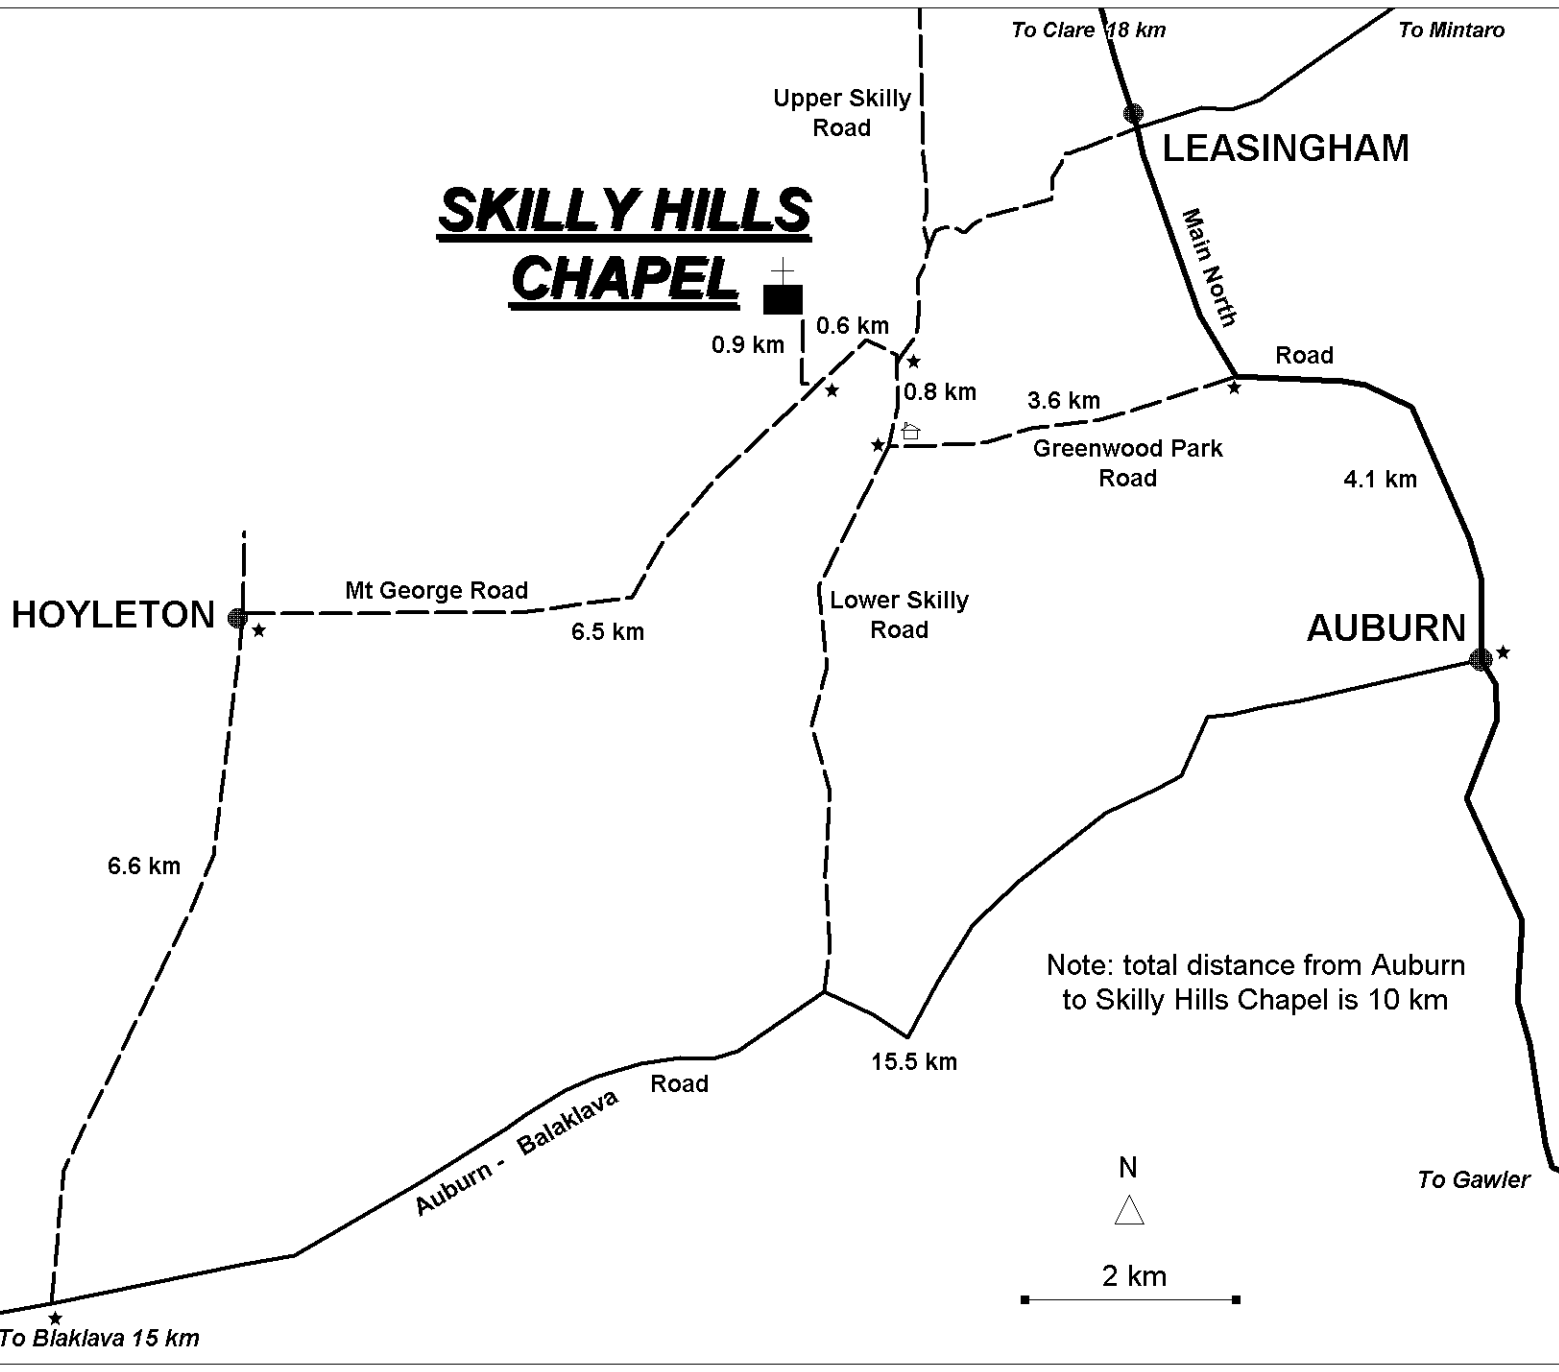 To Clare 18 km
To Mintaro
Upper Skilly
Road
LEASINGHAM
SKILLY HILLS
CHAPEL
Main North
Road
0.6 km
0.9 km
0.8 km
3.6 km
Greenwood Park
Road
4.1 km
Mt George Road
HOYLETON
6.5 km
Lower Skilly
Road
AUBURN
6.6 km
Note: total distance from Auburn
to Skilly Hills Chapel is 10 km
15.5 km
Auburn - Balaklava Road
N
To Gawler
2 km
To Blaklava 15 km